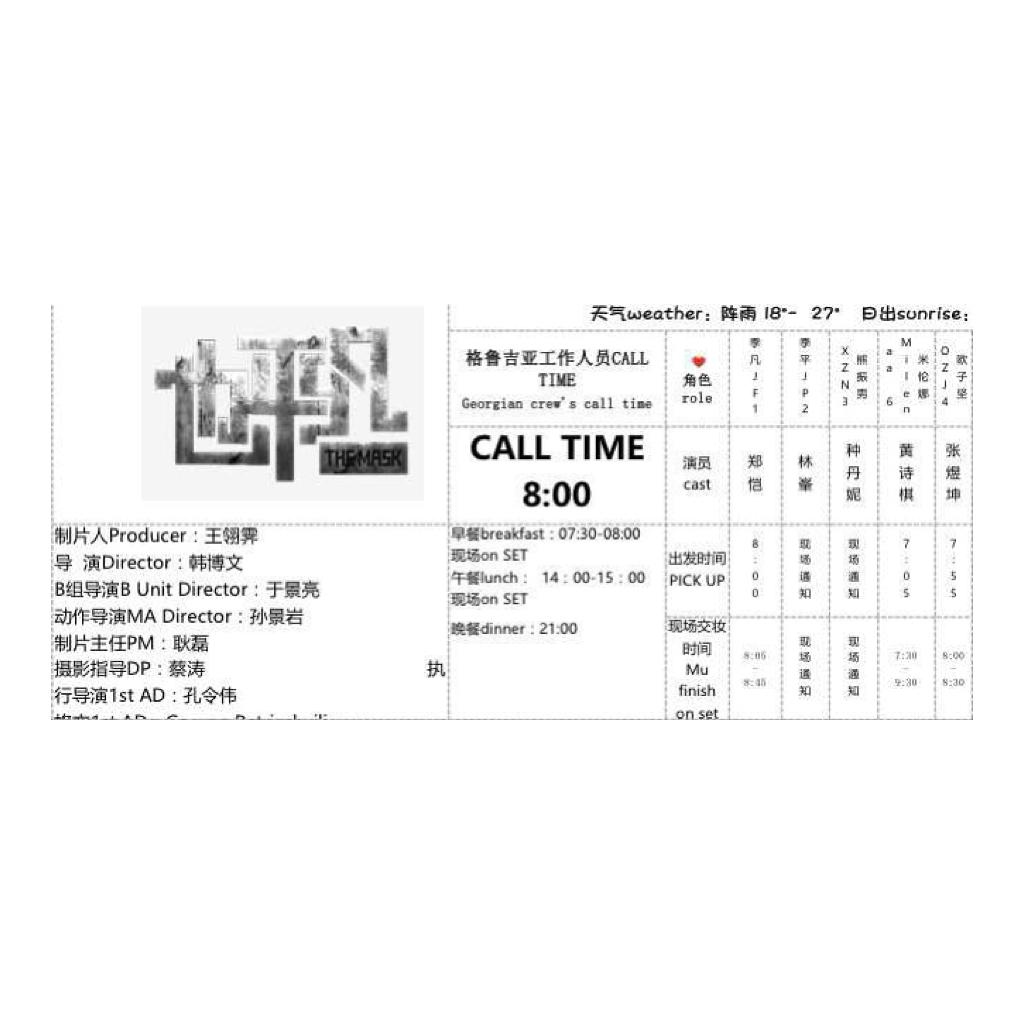 天气weather：阵雨 18°- 27° 日出sunrise：
THE MASK
格鲁吉亚工作人员CALL
TIME
Georgian crew's call time
角色
role
季凡JF1
季平JP2
熊振男
XZN3
米伦娜
Milen
aa 6
欧子坚
OZJ4
CALL TIME
8:00
演员
cast
郑恺
林峯
种丹妮
黄诗棋
张煜坤
制片人Producer：王翎霁
导 演Director：韩博文
B组导演B Unit Director：于景亮
动作导演MA Director：孙景岩
制片主任PM：耿磊
摄影指导DP：蔡涛 执
行导演1st AD：孔令伟
早餐breakfast：07:30-08:00
现场on SET
午餐lunch： 14：00-15：00
现场on SET
晚餐dinner：21:00
出发时间
PICK UP
8:00
现场通知
现场通知
7:05
7:55
现场交妆
时间
Mu
finish
on set
8:05
-
8:45
现场通知
现场通知
7:30
-
9:30
8:00
-
8:30